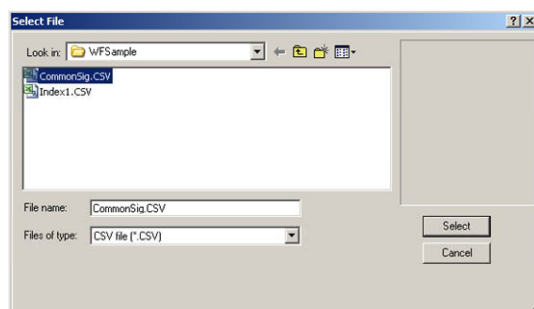 Select File
Look in: WFSample
CommonSig.CSV
Index1.CSV
File name: CommonSig.CSV
Files of type: CSV file (*.CSV)
Select
Cancel